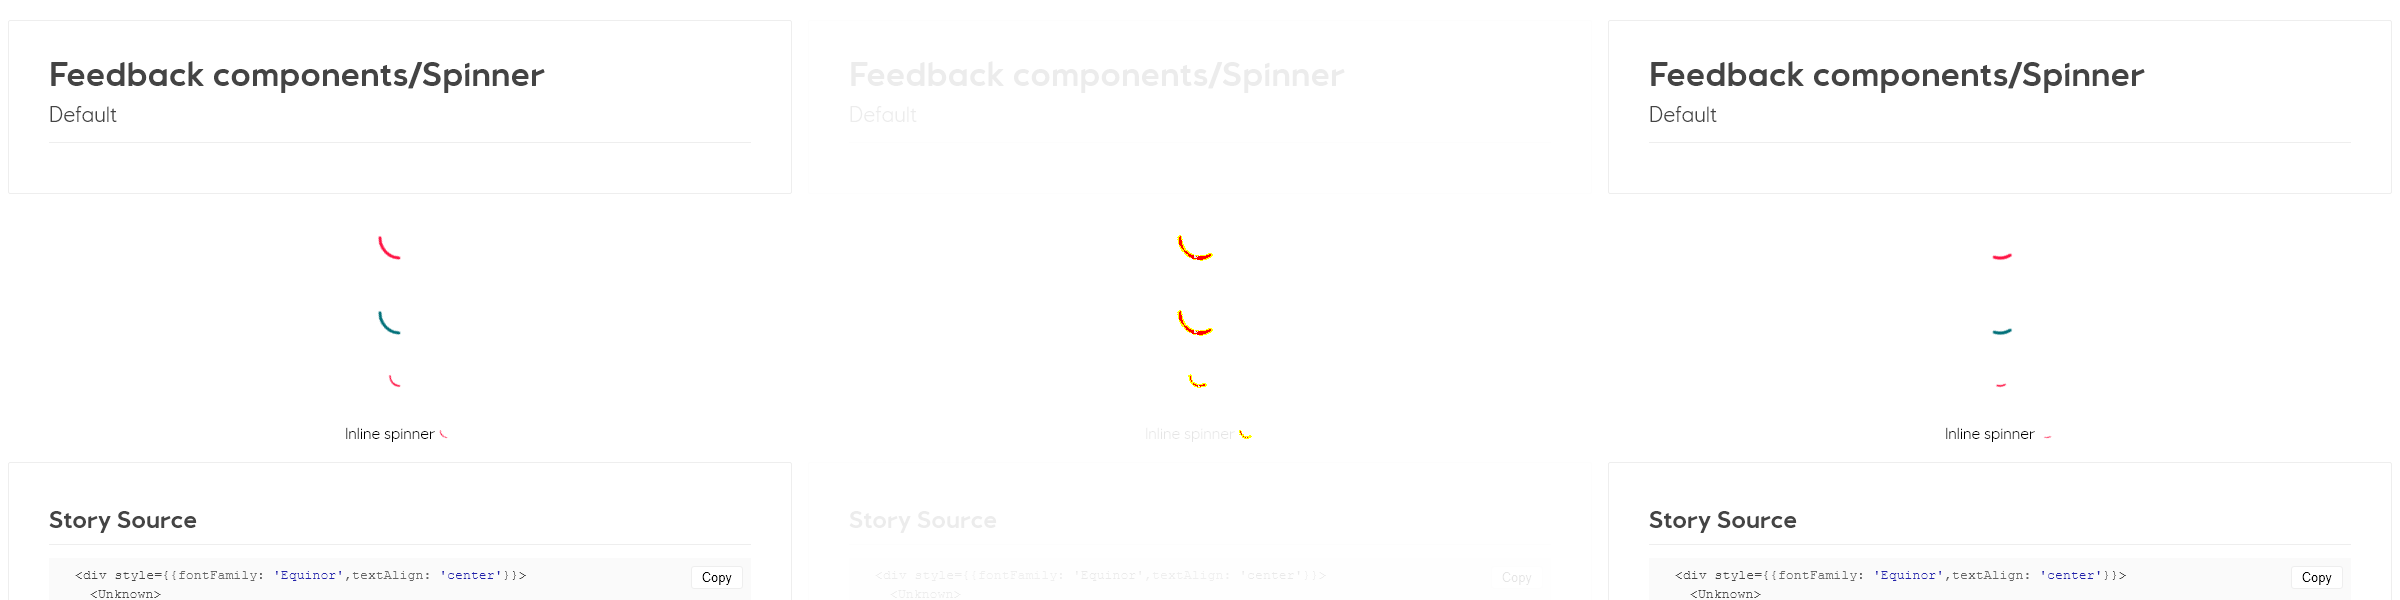 Feedback components/Spinner
Default
Inline spinner
Story Source
<div style={{fontFamily: 'Equinor',textAlign: 'center'}}>
Copy
<Unknown>
Feedback components/Spinner
Default
Inline spinner
Story Source
<div style={{fontFamily: 'Equinor',textAlign: 'center'}}>
Copy
<Unknown>
Feedback components/Spinner
Default
Inline spinner
Story Source
<div style={{fontFamily: 'Equinor',textAlign: 'center'}}>
Copy
<Unknown>